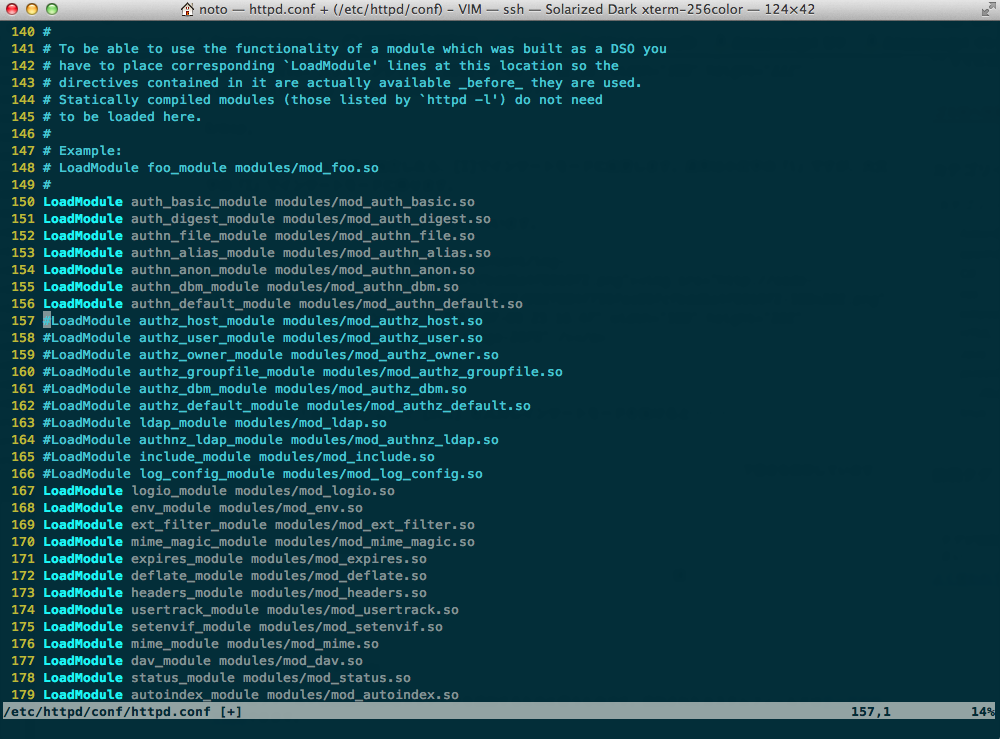 noto — httpd.conf + (/etc/httpd/conf) – VIM — ssh — Solarized Dark xterm-256color — 124×42
140 #
141 # To be able to use the functionality of a module which was built as a DSO you
142 # have to place corresponding `LoadModule' lines at this location so the
143 # directives contained in it are actually available _before_ they are used.
144 # Statically compiled modules (those listed by `httpd -l') do not need
145 # to be loaded here.
146 #
147 # Example:
148 # LoadModule foo_module modules/mod_foo.so
149 #
150 LoadModule auth_basic_module modules/mod_auth_basic.so
151 LoadModule auth_digest_module modules/mod_auth_digest.so
152 LoadModule authn_file_module modules/mod_authn_file.so
153 LoadModule authn_alias_module modules/mod_authn_alias.so
154 LoadModule authn_anon_module modules/mod_authn_anon.so
155 LoadModule authn_dbm_module modules/mod_authn_dbm.so
156 LoadModule authn_default_module modules/mod_authn_default.so
157 #LoadModule authz_host_module modules/mod_authz_host.so
158 #LoadModule authz_user_module modules/mod_authz_user.so
159 #LoadModule authz_owner_module modules/mod_authz_owner.so
160 #LoadModule authz_groupfile_module modules/mod_authz_groupfile.so
161 #LoadModule authz_dbm_module modules/mod_authz_dbm.so
162 #LoadModule authz_default_module modules/mod_authz_default.so
163 #LoadModule ldap_module modules/mod_ldap.so
164 #LoadModule authnz_ldap_module modules/mod_authnz_ldap.so
165 #LoadModule include_module modules/mod_include.so
166 #LoadModule log_config_module modules/mod_log_config.so
167 LoadModule logio_module modules/mod_logio.so
168 LoadModule env_module modules/mod_env.so
169 LoadModule ext_filter_module modules/mod_ext_filter.so
170 LoadModule mime_magic_module modules/mod_mime_magic.so
171 LoadModule expires_module modules/mod_expires.so
172 LoadModule deflate_module modules/mod_deflate.so
173 LoadModule headers_module modules/mod_headers.so
174 LoadModule usertrack_module modules/mod_usertrack.so
175 LoadModule setenvif_module modules/mod_setenvif.so
176 LoadModule mime_module modules/mod_mime.so
177 LoadModule dav_module modules/mod_dav.so
178 LoadModule status_module modules/mod_status.so
179 LoadModule autoindex_module modules/mod_autoindex.so
/etc/httpd/conf/httpd.conf [+] 157,1 14%